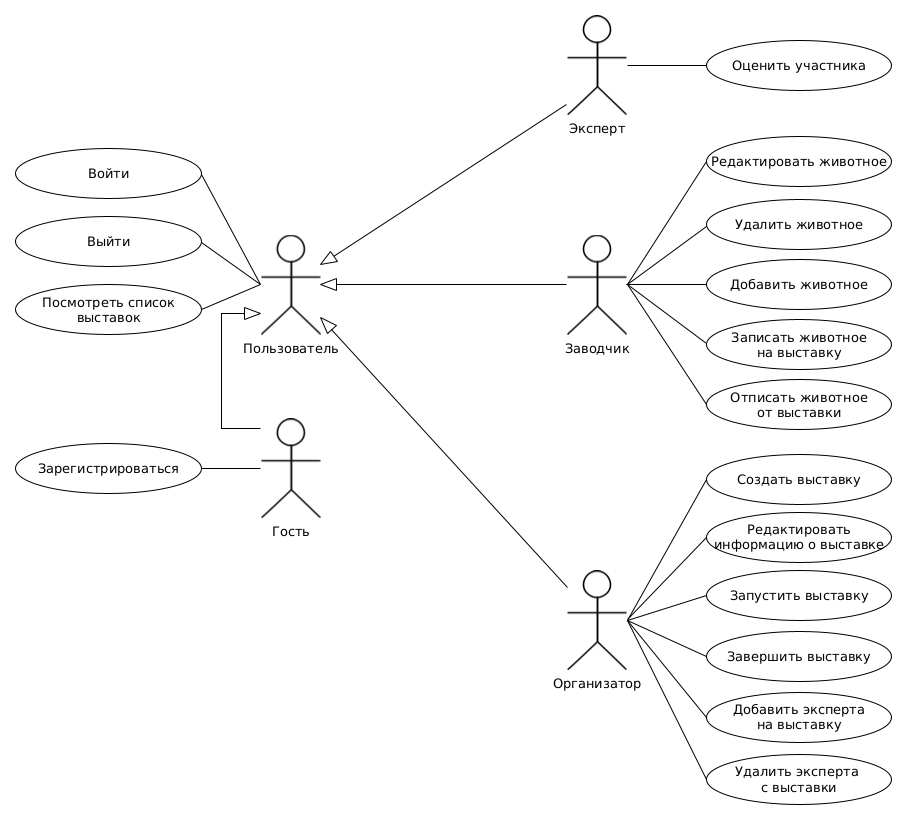 Эксперт
Оценить участника
Войти
Выйти
Посмотреть список
выставок
Пользователь
Заводчик
Редактировать животное
Удалить животное
Добавить животное
Записать животное
на выставку
Отписать животное
от выставки
Зарегистрироваться
Гость
Организатор
Создать выставку
Редактировать
информацию о выставке
Запустить выставку
Завершить выставку
Добавить эксперта
на выставку
Удалить эксперта
с выставки